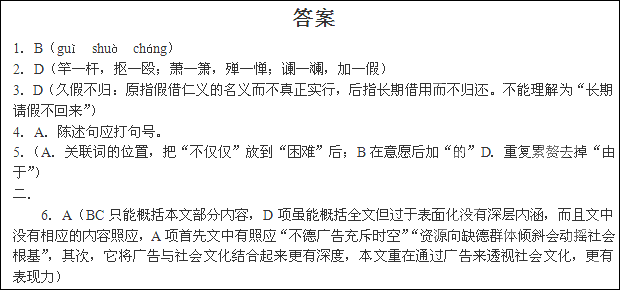 答案
1．B（guì shuò cháng）
2．D（竿一杆，抠一殴；萧一箫，殚一惮；谰一澜，加一假）
3．D（久假不归：原指假借仁义的名义而不真正实行，后指长期借用而不归还。不能理解为“长期
请假不回来”）
4．A．陈述句应打句号。
5．（A．关联词的位置，把“不仅仅”放到“困难”后；B在意愿后加“的”D．重复累赘去掉“由
于”）
二．
6．A（BC只能概括本文部分内容，D项虽能概括全文但过于表面化没有深层内涵，而且文中
没有相应的内容照应，A项首先文中有照应“不德广告充斥时空”“资源向缺德群体倾斜会动摇社会
根基”，其次，它将广告与社会文化结合起来更有深度，本文重在通过广告来透视社会文化，更有
表现力）